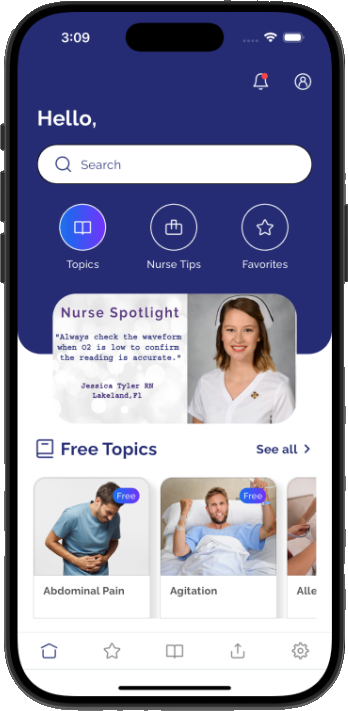 3:09
Hello,
Search
Topics
Nurse Tips
Favorites
Nurse Spotlight
"Always check the waveform
when O2 is low to confirm
the reading is accurate."
Jessica Tyler RN
Lakeland,Fl
Free Topics
See all
Free
Free
Abdominal Pain
Agitation
Alle